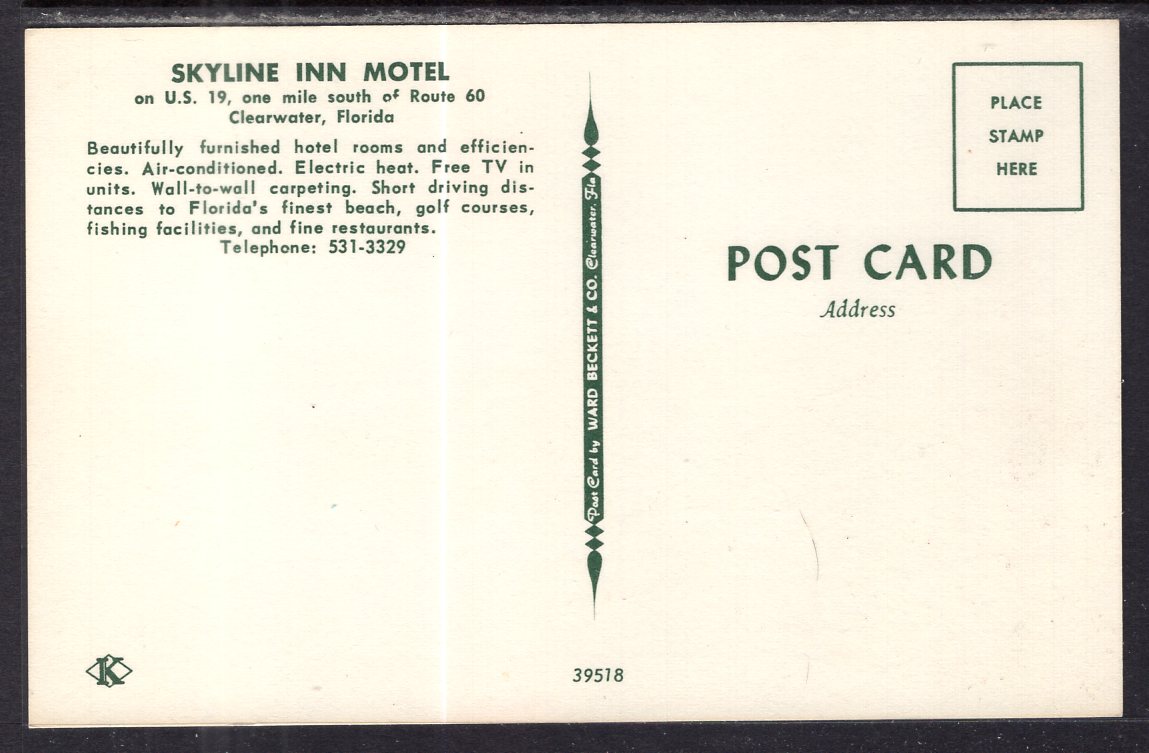 SKYLINE INN MOTEL
on U.S. 19, one mile south of Route 60
Clearwater, Florida
Beautifully furnished hotel rooms and efficien-
cies. Air-conditioned. Electric heat. Free TV in
units. Wall-to-wall carpeting. Short driving dis-
tances to Florida's finest beach, golf courses,
fishing facilities, and fine restaurants.
Telephone: 531-3329
K
Post Card by WARD BECKETT & CO. Clearwater, Fla
39518
PLACE
STAMP
HERE
POST CARD
Address